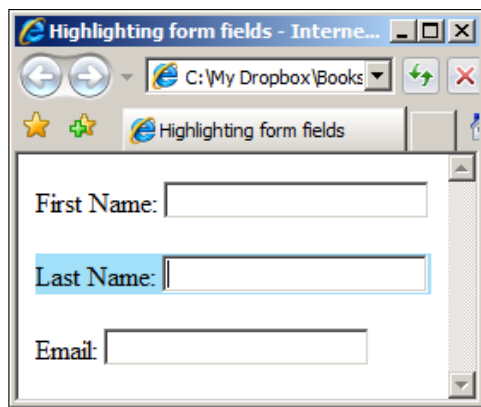 Highlighting form fields - Interne...
C:\My Dropbox\Books
Highlighting form fields
First Name:
Last Name:
Email: